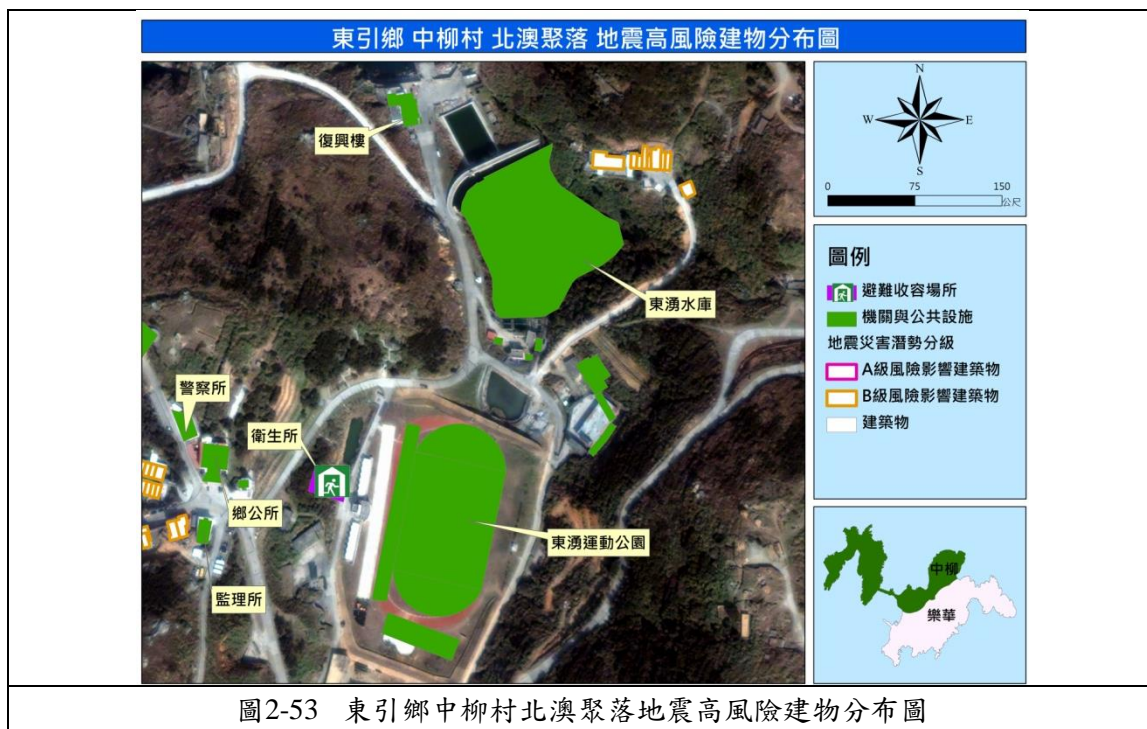 東引鄉 中柳村 北澳聚落 地震高風險建物分布圖
復興樓
東湧水庫
警察所
衛生所
鄉公所
東湧運動公園
監理所
N
W
E
S
0
75
150
公尺
圖例
避難收容場所
機關與公共設施
地震災害潛勢分級
A級風險影響建築物
B級風險影響建築物
建築物
中柳
樂華
圖2-53 東引鄉中柳村北澳聚落地震高風險建物分布圖